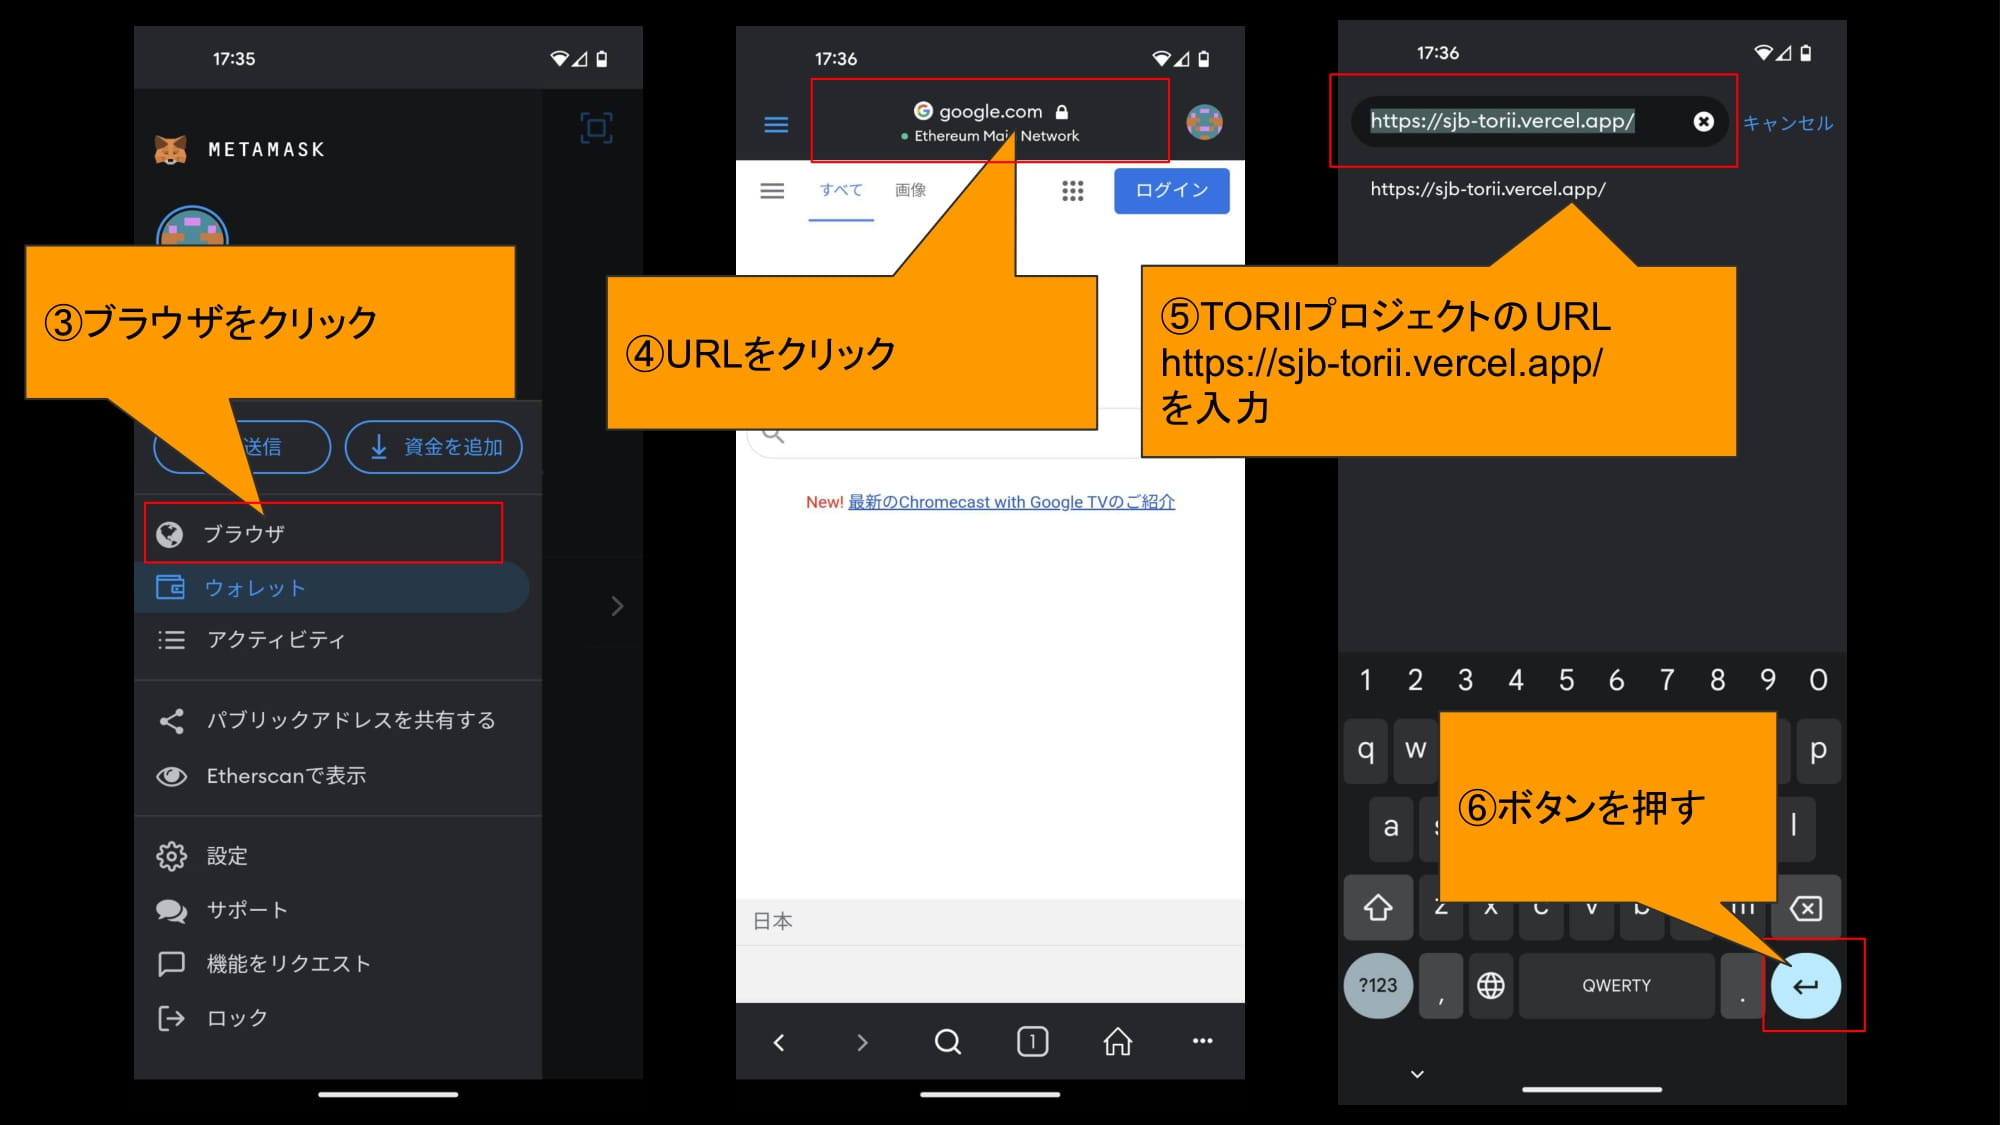 17:35
METAMASK
③ブラウザをクリック
送信
資金を追加
ブラウザ
ウォレット
アクティビティ
パブリックアドレスを共有する
Etherscanで表示
設定
サポート
機能をリクエスト
ロック
17:36
google.com
Ethereum Mai Network
すべて
画像
ログイン
④URLをクリック
New! 最新のChromecast with Google TVのご紹介
日本
1
17:36
https://sjb-torii.vercel.app/
キャンセル
https://sjb-torii.vercel.app/
⑤TORIIプロジェクトのURL
https://sjb-torii.vercel.app/
を入力
1 2 3 4 5 6 7 8 9 0
q w p
a l
⑥ボタンを押す
z x c v b m
?123 , QWERTY .